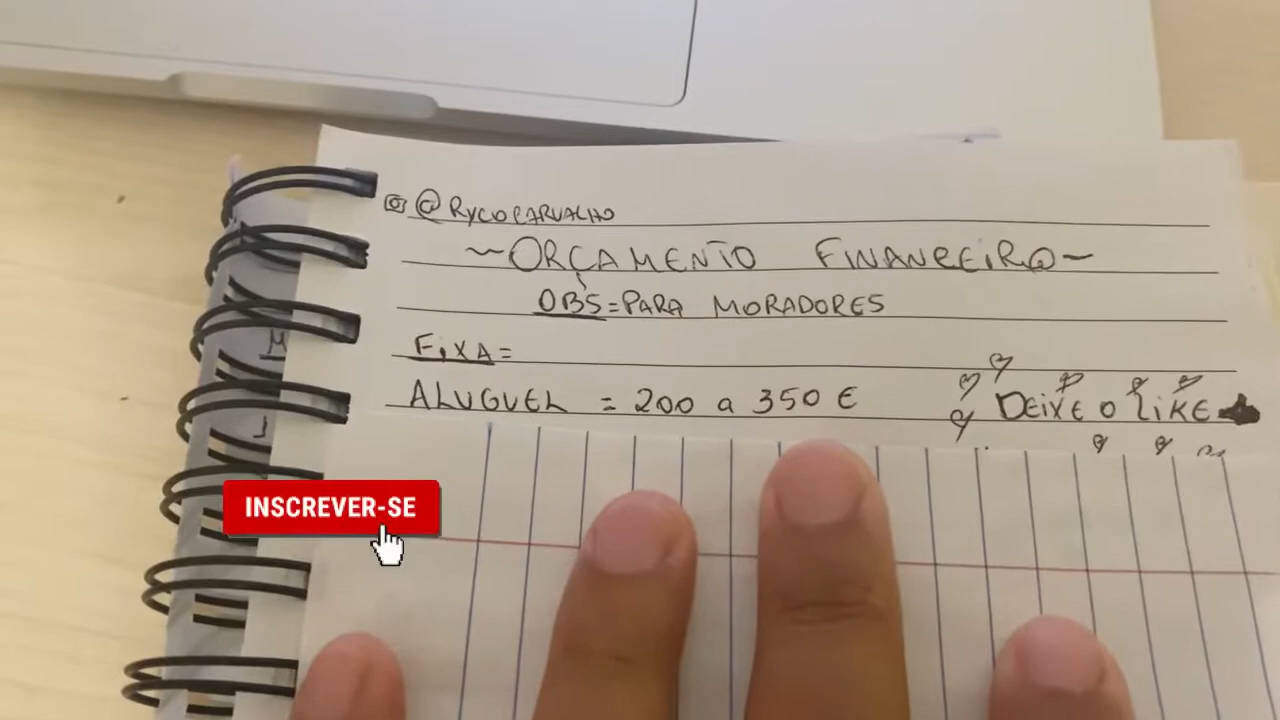 @RYCOCARVALHO
~ORÇAMENTO FINANCEIRO~
OBS=PARA MORADORES
FIXA=
ALUGUEL = 200 a 350 €
DEIXE O LIKE
INSCREVER-SE